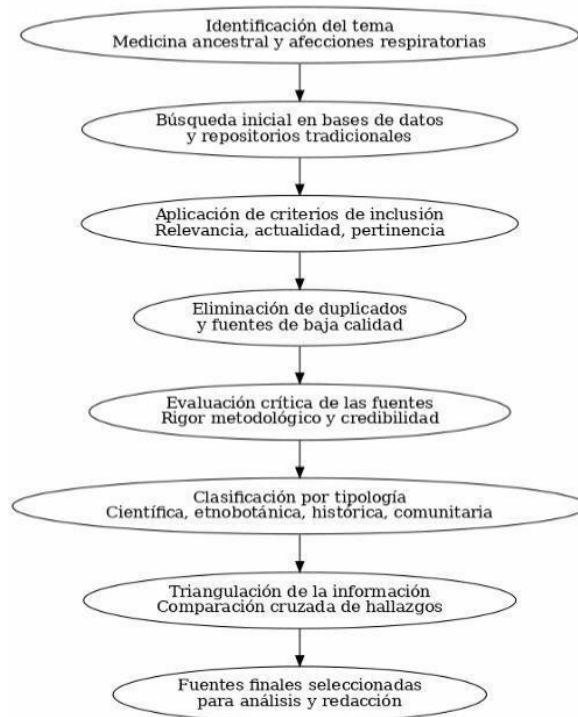 Identificación del tema
Medicina ancestral y afecciones respiratorias
Búsqueda inicial en bases de datos
y repositorios tradicionales
Aplicación de criterios de inclusión
Relevancia, actualidad, pertinencia
Eliminación de duplicados
y fuentes de baja calidad
Evaluación crítica de las fuentes
Rigor metodológico y credibilidad
Clasificación por tipología
Científica, etnobotánica, histórica, comunitaria
Triangulación de la información
Comparación cruzada de hallazgos
Fuentes finales seleccionadas
para análisis y redacción